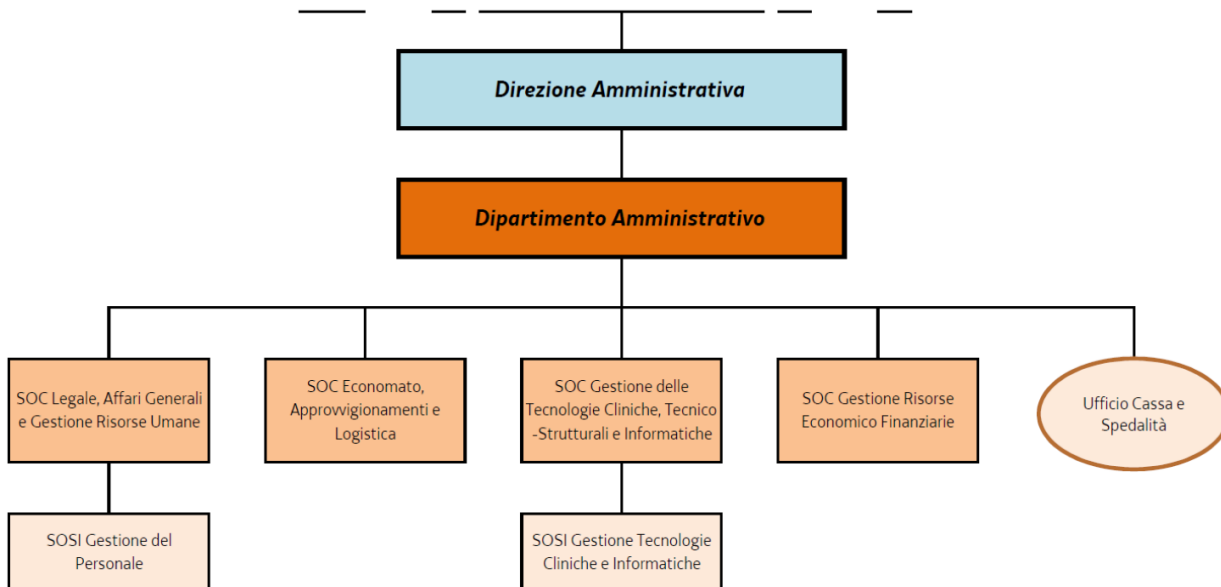 Direzione Amministrativa
Dipartimento Amministrativo
SOC Legale, Affari Generali
e Gestione Risorse Umane
SOC Economato,
Approvvigionamenti e
Logistica
SOC Gestione delle
Tecnologie Cliniche, Tecnico
-Strutturali e Informatiche
SOC Gestione Risorse
Economico Finanziarie
Ufficio Cassa e
Spedalità
SOSI Gestione del
Personale
SOSI Gestione Tecnologie
Cliniche e Informatiche